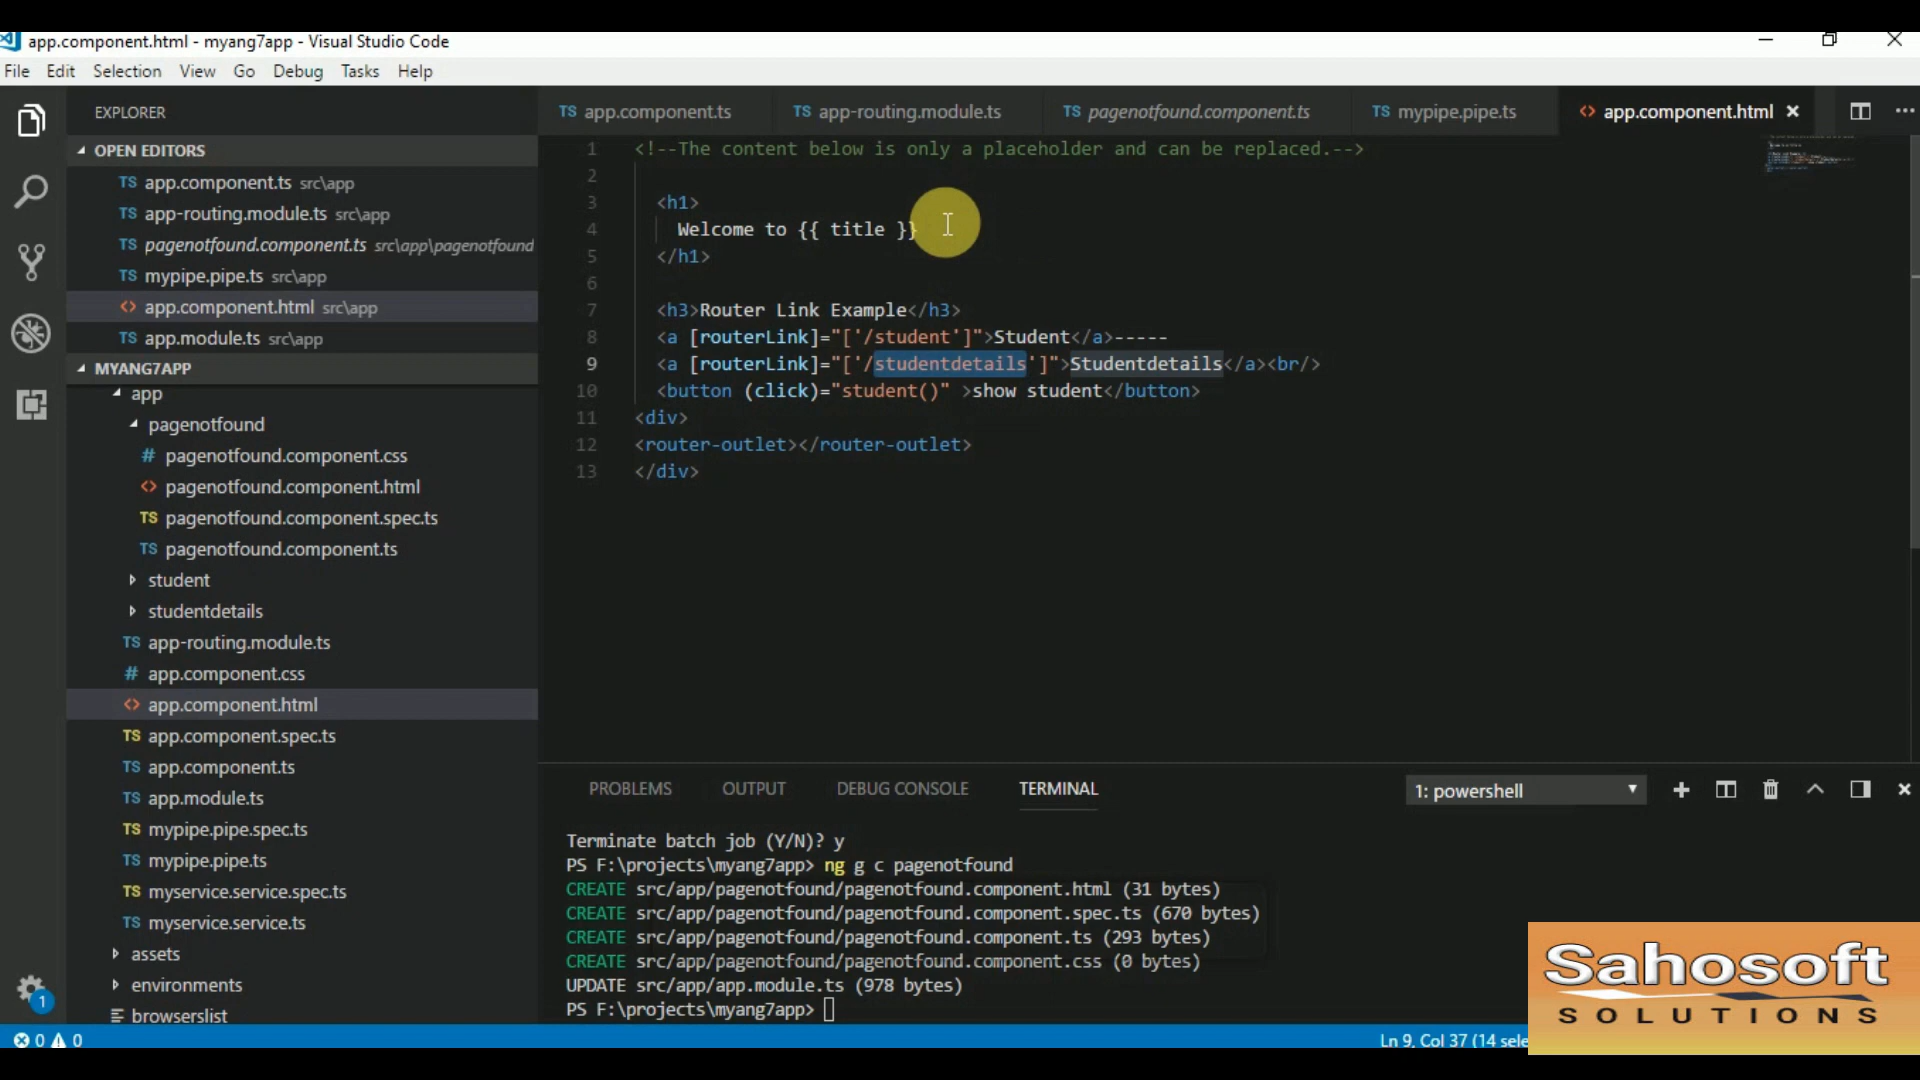 app.component.html - myang7app - Visual Studio Code
File Edit Selection View Go Debug Tasks Help
EXPLORER
OPEN EDITORS
TS app.component.ts src\app
TS app-routing.module.ts src\app
TS pagenotfound.component.ts src\app\pagenotfound
TS mypipe.pipe.ts src\app
<> app.component.html src\app
TS app.module.ts src\app
MYANG7APP
app
pagenotfound
# pagenotfound.component.css
<> pagenotfound.component.html
TS pagenotfound.component.spec.ts
TS pagenotfound.component.ts
student
studentdetails
TS app-routing.module.ts
# app.component.css
<> app.component.html
TS app.component.spec.ts
TS app.component.ts
TS app.module.ts
TS mypipe.pipe.spec.ts
TS mypipe.pipe.ts
TS myservice.service.spec.ts
TS myservice.service.ts
assets
environments
browserslist
1
TS app.component.ts TS app-routing.module.ts TS pagenotfound.component.ts TS mypipe.pipe.ts <> app.component.html
1 <!--The content below is only a placeholder and can be replaced.-->
2
3 <h1>
4 Welcome to {{ title }}
5 </h1>
6
7 <h3>Router Link Example</h3>
8 <a [routerLink]="['/student']">Student</a>-----
9 <a [routerLink]="['/studentdetails']">Studentdetails</a><br/>
10 <button (click)="student()" >show student</button>
11 <div>
12 <router-outlet></router-outlet>
13 </div>
PROBLEMS OUTPUT DEBUG CONSOLE TERMINAL 1: powershell
Terminate batch job (Y/N)? y
PS F:\projects\myang7app> ng g c pagenotfound
CREATE src/app/pagenotfound/pagenotfound.component.html (31 bytes)
CREATE src/app/pagenotfound/pagenotfound.component.spec.ts (670 bytes)
CREATE src/app/pagenotfound/pagenotfound.component.ts (293 bytes)
CREATE src/app/pagenotfound/pagenotfound.component.css (0 bytes)
UPDATE src/app/app.module.ts (978 bytes)
PS F:\projects\myang7app>
0 0 Ln 9, Col 37 (14 sele
Sahosoft
SOLUTIONS